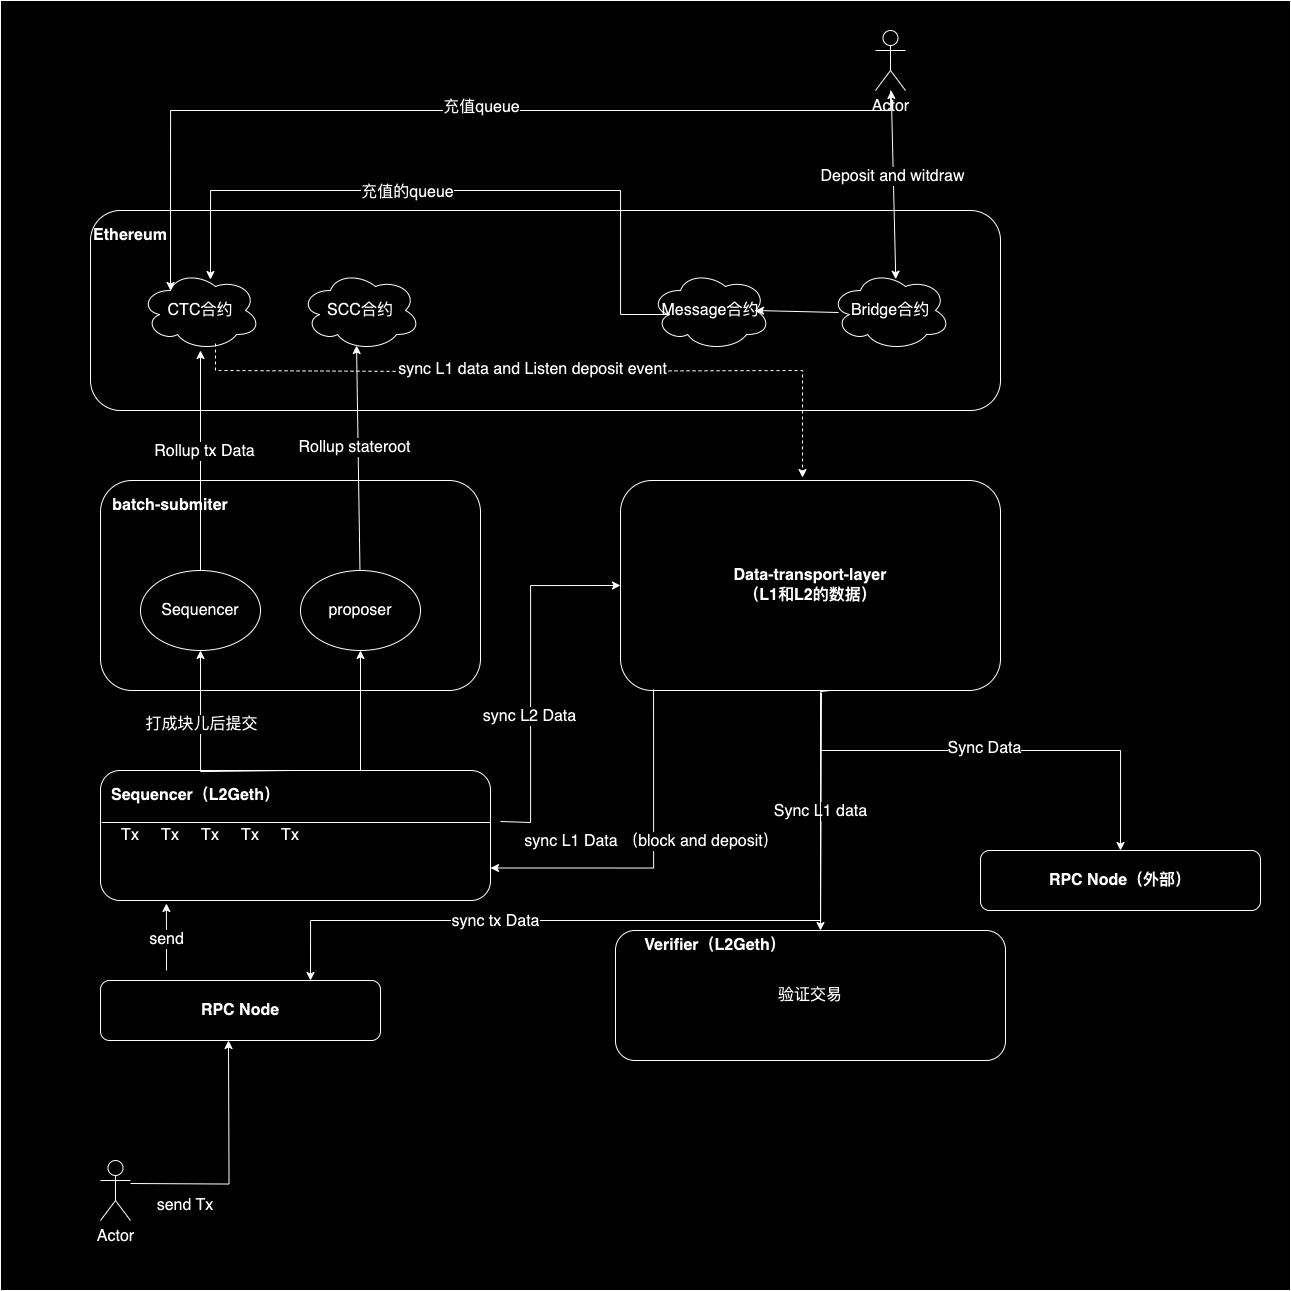 Actor
充值queue
Deposit and witdraw
充值的queue
Ethereum
CTC合约
SCC合约
Message合约
Bridge合约
sync L1 data and Listen deposit event
Rollup tx Data
Rollup stateroot
batch-submiter
Data-transport-layer
（L1和L2的数据）
Sequencer
proposer
sync L2 Data
打成块儿后提交
Sync Data
Sequencer（L2Geth）
Tx Tx Tx Tx Tx
Sync L1 data
sync L1 Data （block and deposit）
RPC Node（外部）
sync tx Data
send
Verifier（L2Geth）
验证交易
RPC Node
send Tx
Actor